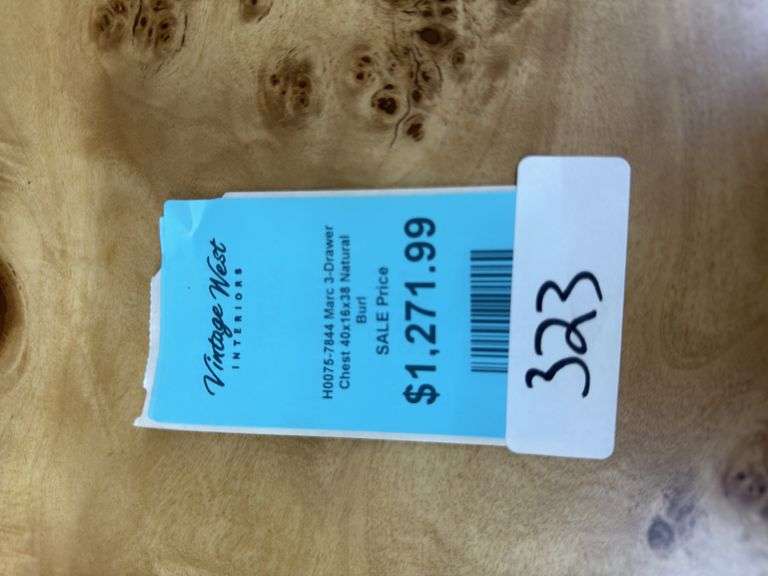 Vintage West
INTERIORS
H0075-7844 Marc 3-Drawer
Chest 40x16x38 Natural
Burl
SALE Price
$1,271.99
323